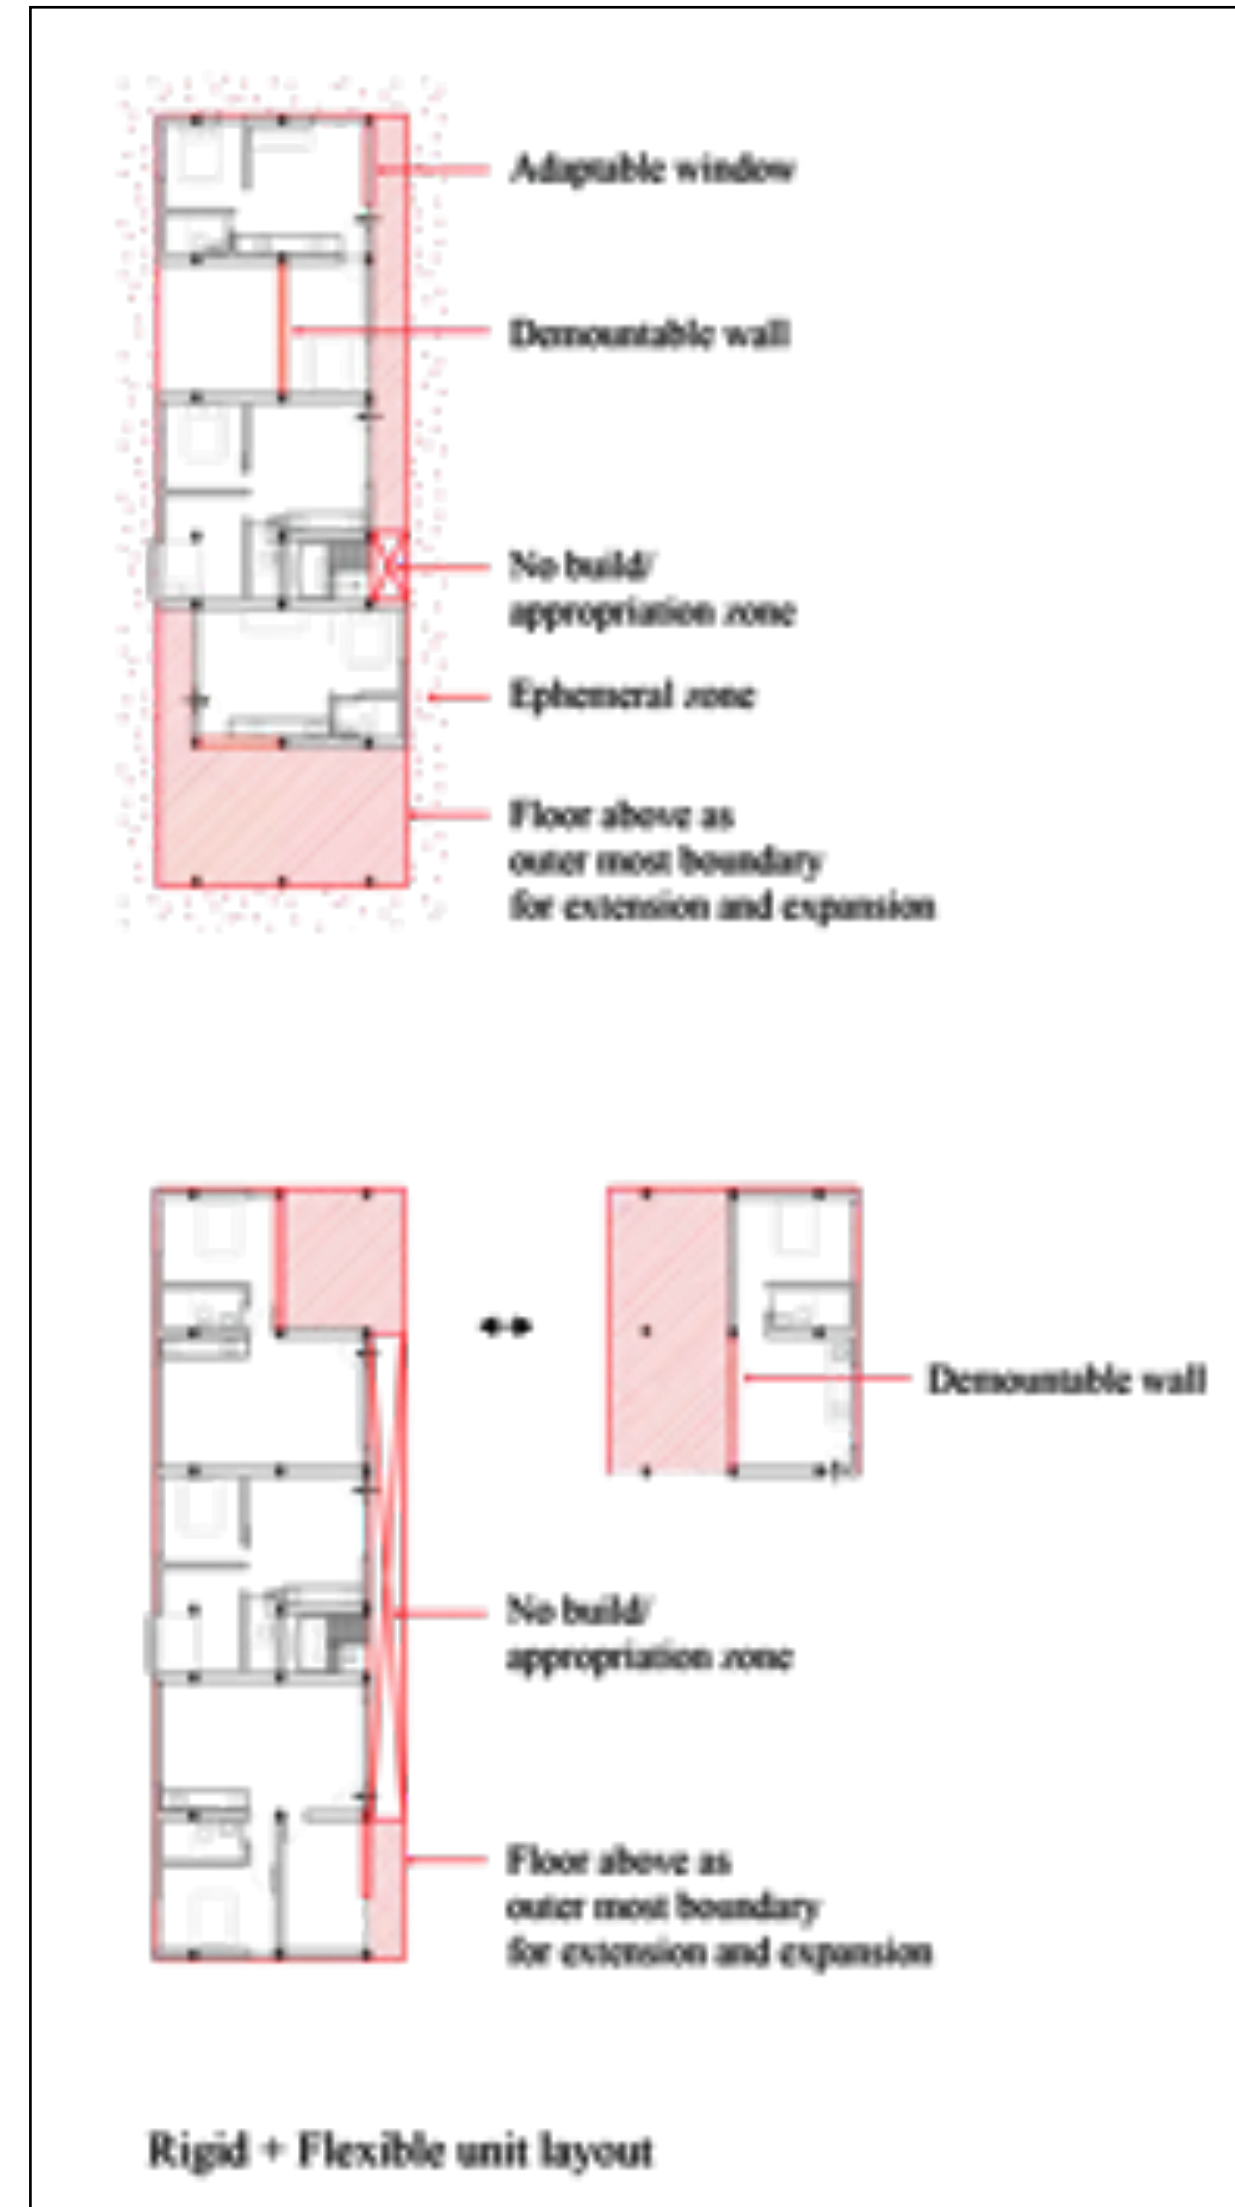 Adaptable window
Demountable wall
No build/
appropriation zone
Ephemeral zone
Floor above as
outer most boundary
for extension and expansion
Demountable wall
No build/
appropriation zone
Floor above as
outer most boundary
for extension and expansion
Rigid + Flexible unit layout